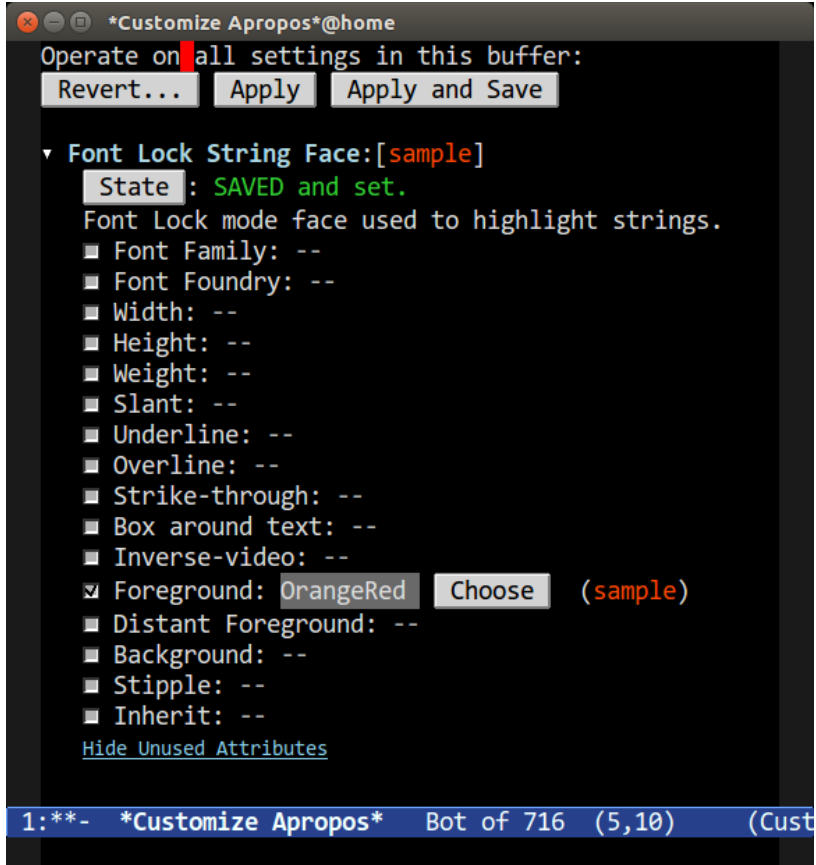 *Customize Apropos*@home
Operate on all settings in this buffer:
Revert... Apply Apply and Save
▾ Font Lock String Face:[sample]
State : SAVED and set.
Font Lock mode face used to highlight strings.
Font Family: --
Font Foundry: --
Width: --
Height: --
Weight: --
Slant: --
Underline: --
Overline: --
Strike-through: --
Box around text: --
Inverse-video: --
Foreground: OrangeRed Choose (sample)
Distant Foreground: --
Background: --
Stipple: --
Inherit: --
Hide Unused Attributes
1:**- *Customize Apropos* Bot of 716 (5,10) (Cust